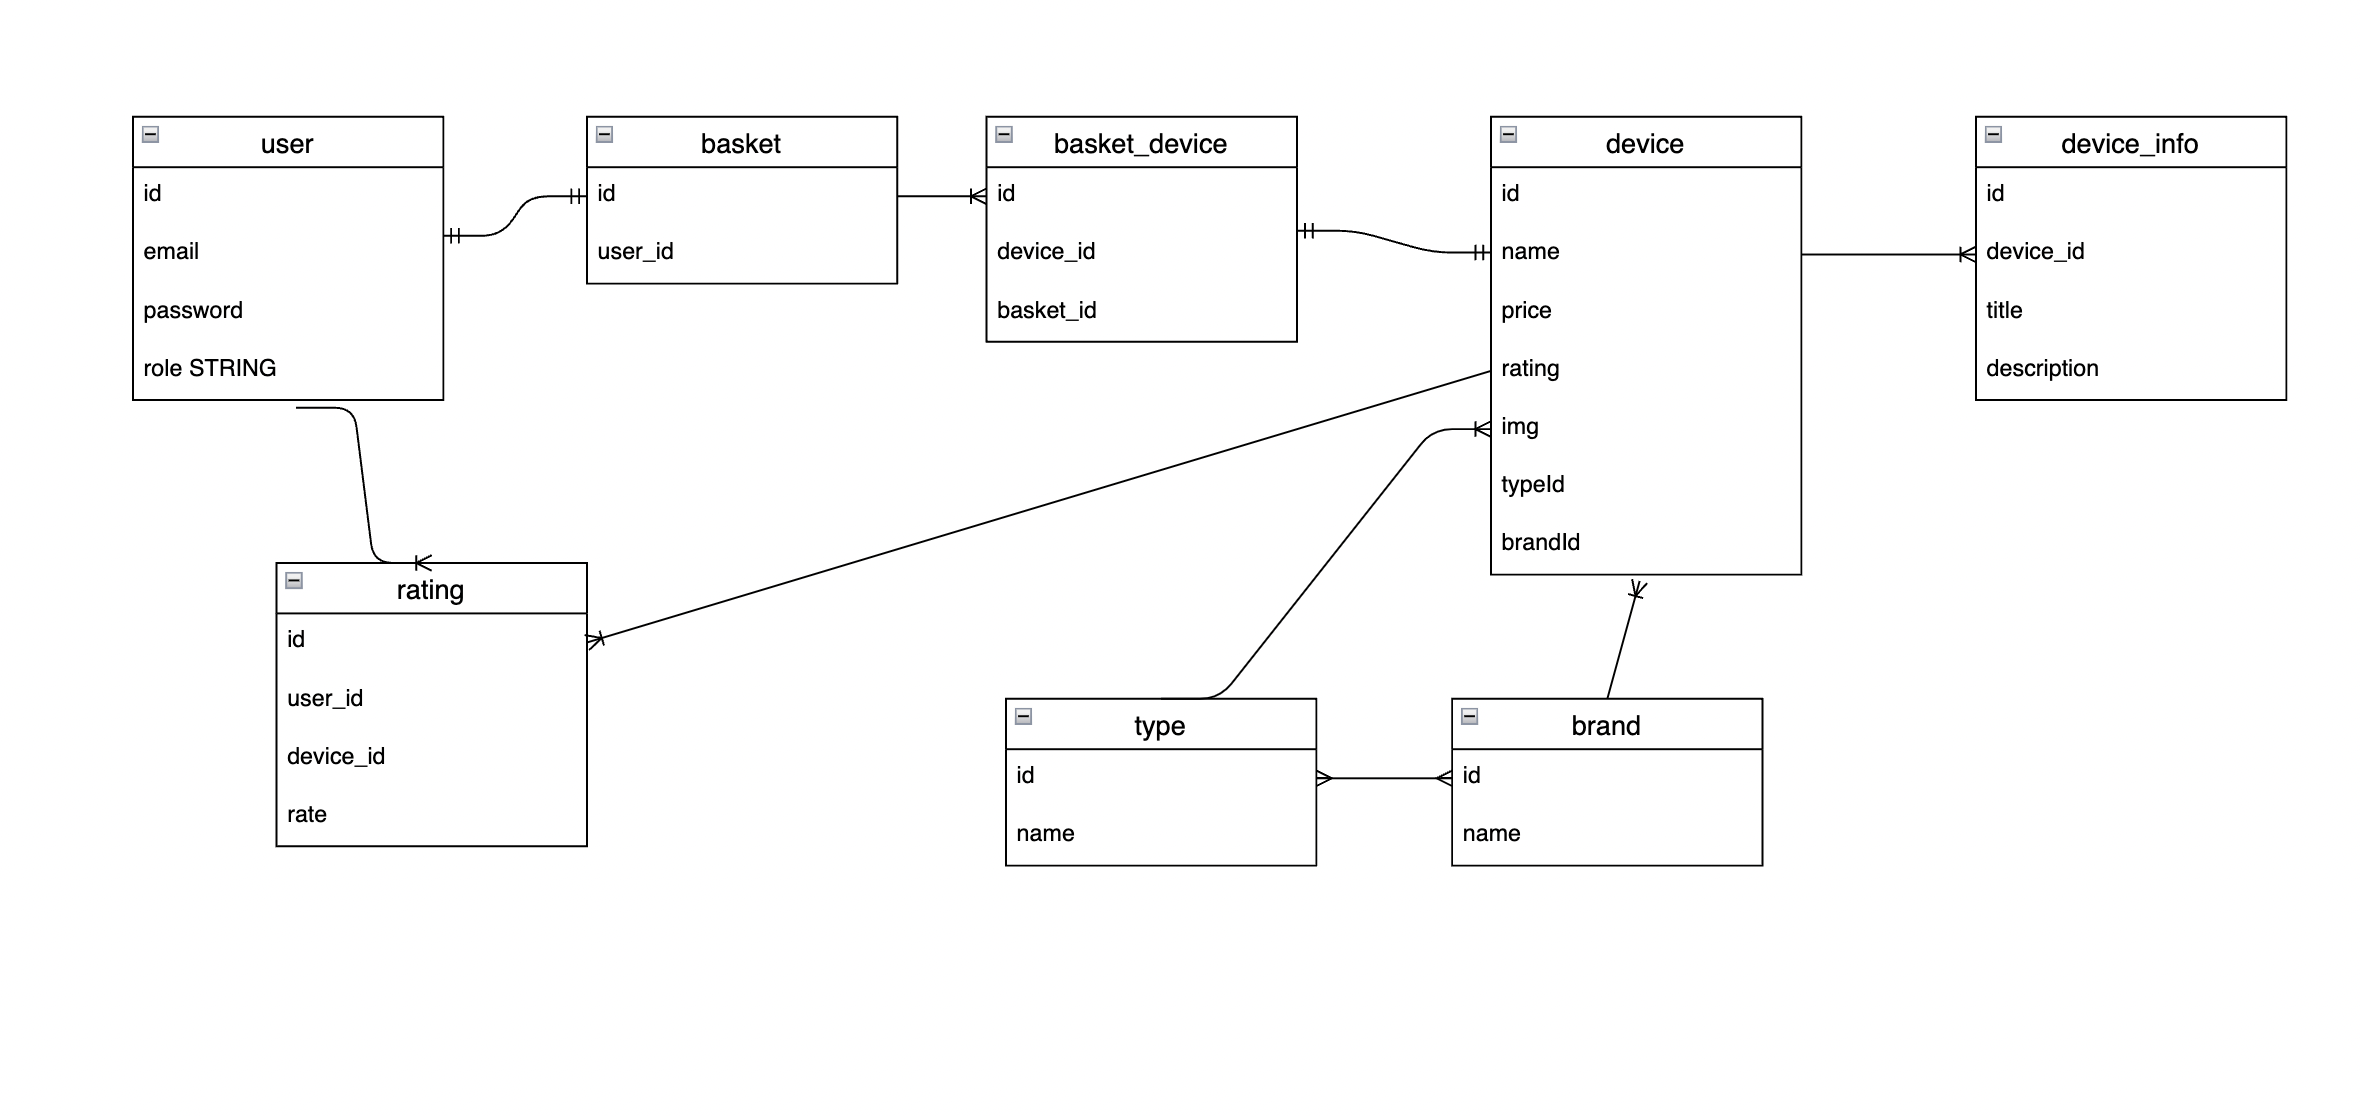 user
id
email
password
role STRING
basket
id
user_id
basket_device
id
device_id
basket_id
device
id
name
price
rating
img
typeId
brandId
device_info
id
device_id
title
description
rating
id
user_id
device_id
rate
type
id
name
brand
id
name